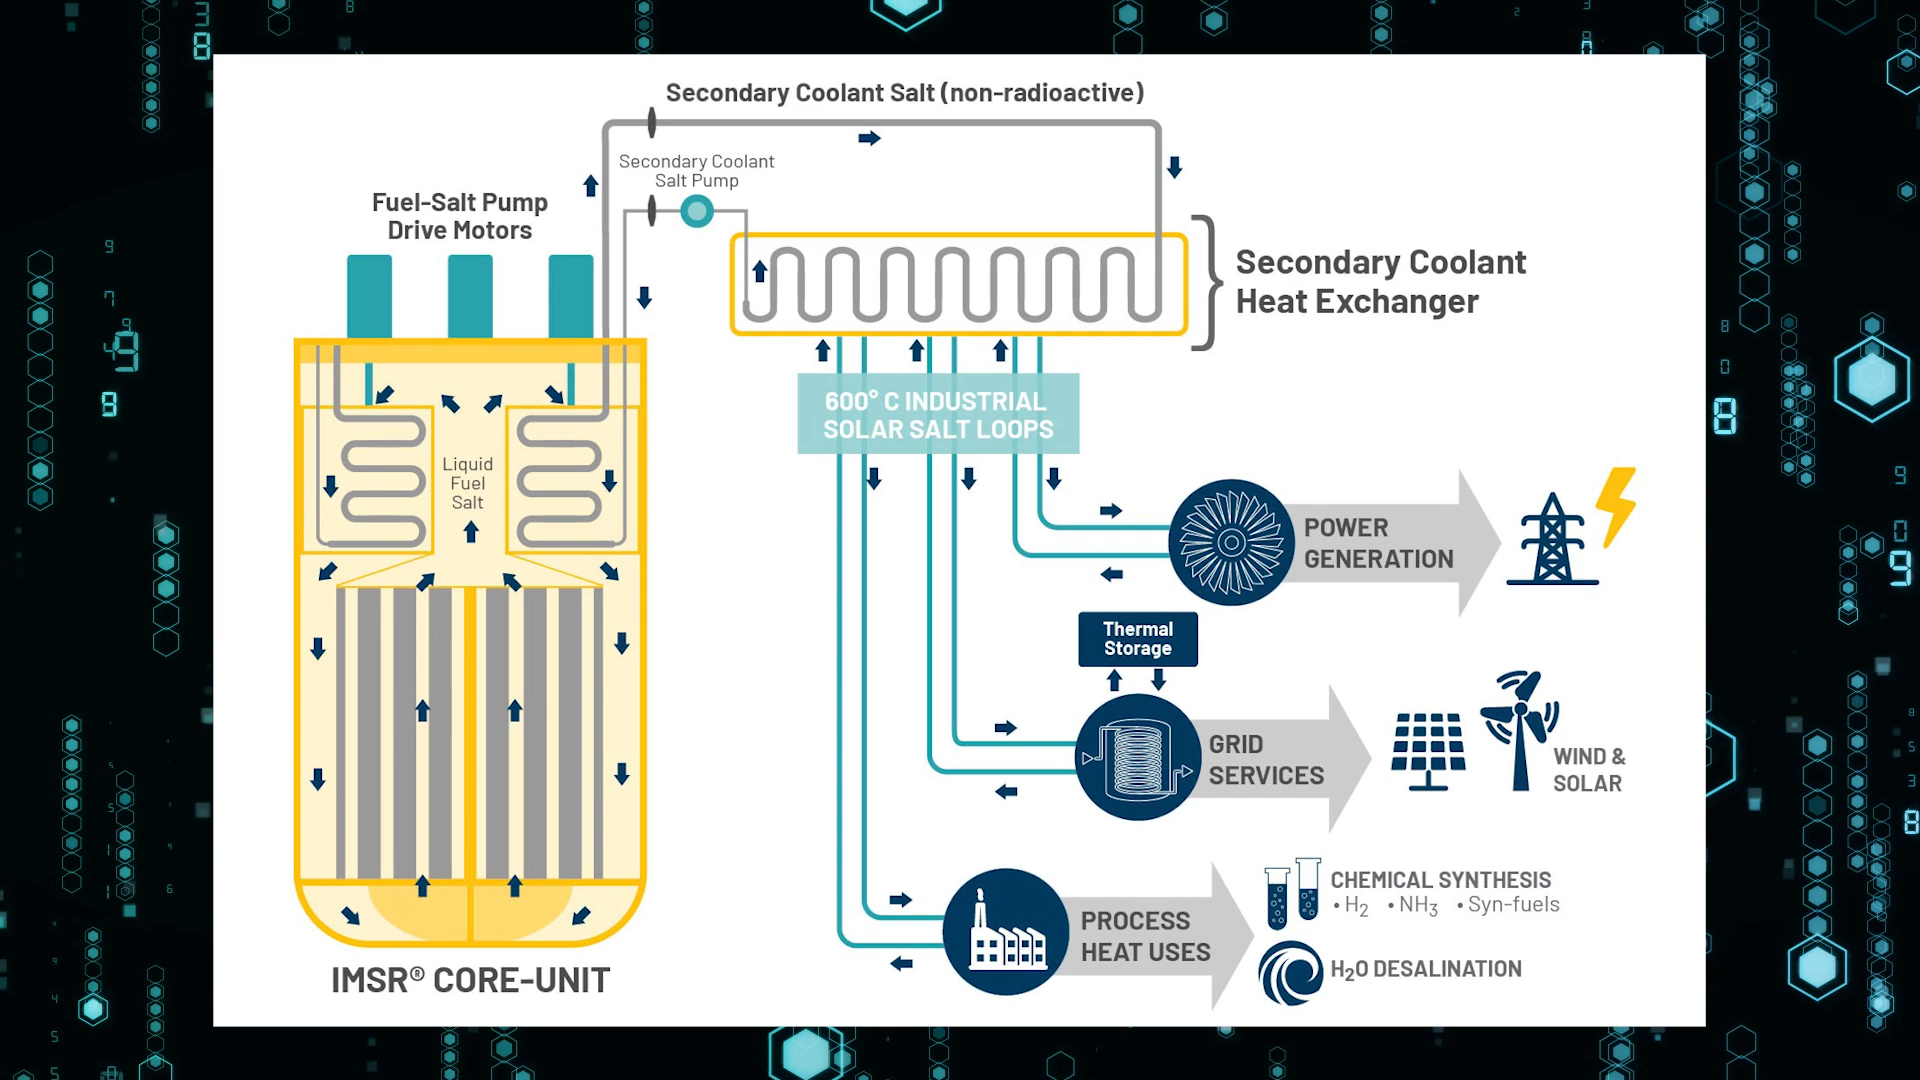 Secondary Coolant Salt (non-radioactive)
Secondary Coolant
Salt Pump
Fuel-Salt Pump
Drive Motors
Secondary Coolant
Heat Exchanger
600° C INDUSTRIAL
SOLAR SALT LOOPS
Liquid
Fuel
Salt
POWER
GENERATION
Thermal
Storage
GRID
SERVICES
WIND &
SOLAR
PROCESS
HEAT USES
CHEMICAL SYNTHESIS
• H2 • NH3 • Syn-fuels
H2O DESALINATION
IMSR® CORE-UNIT